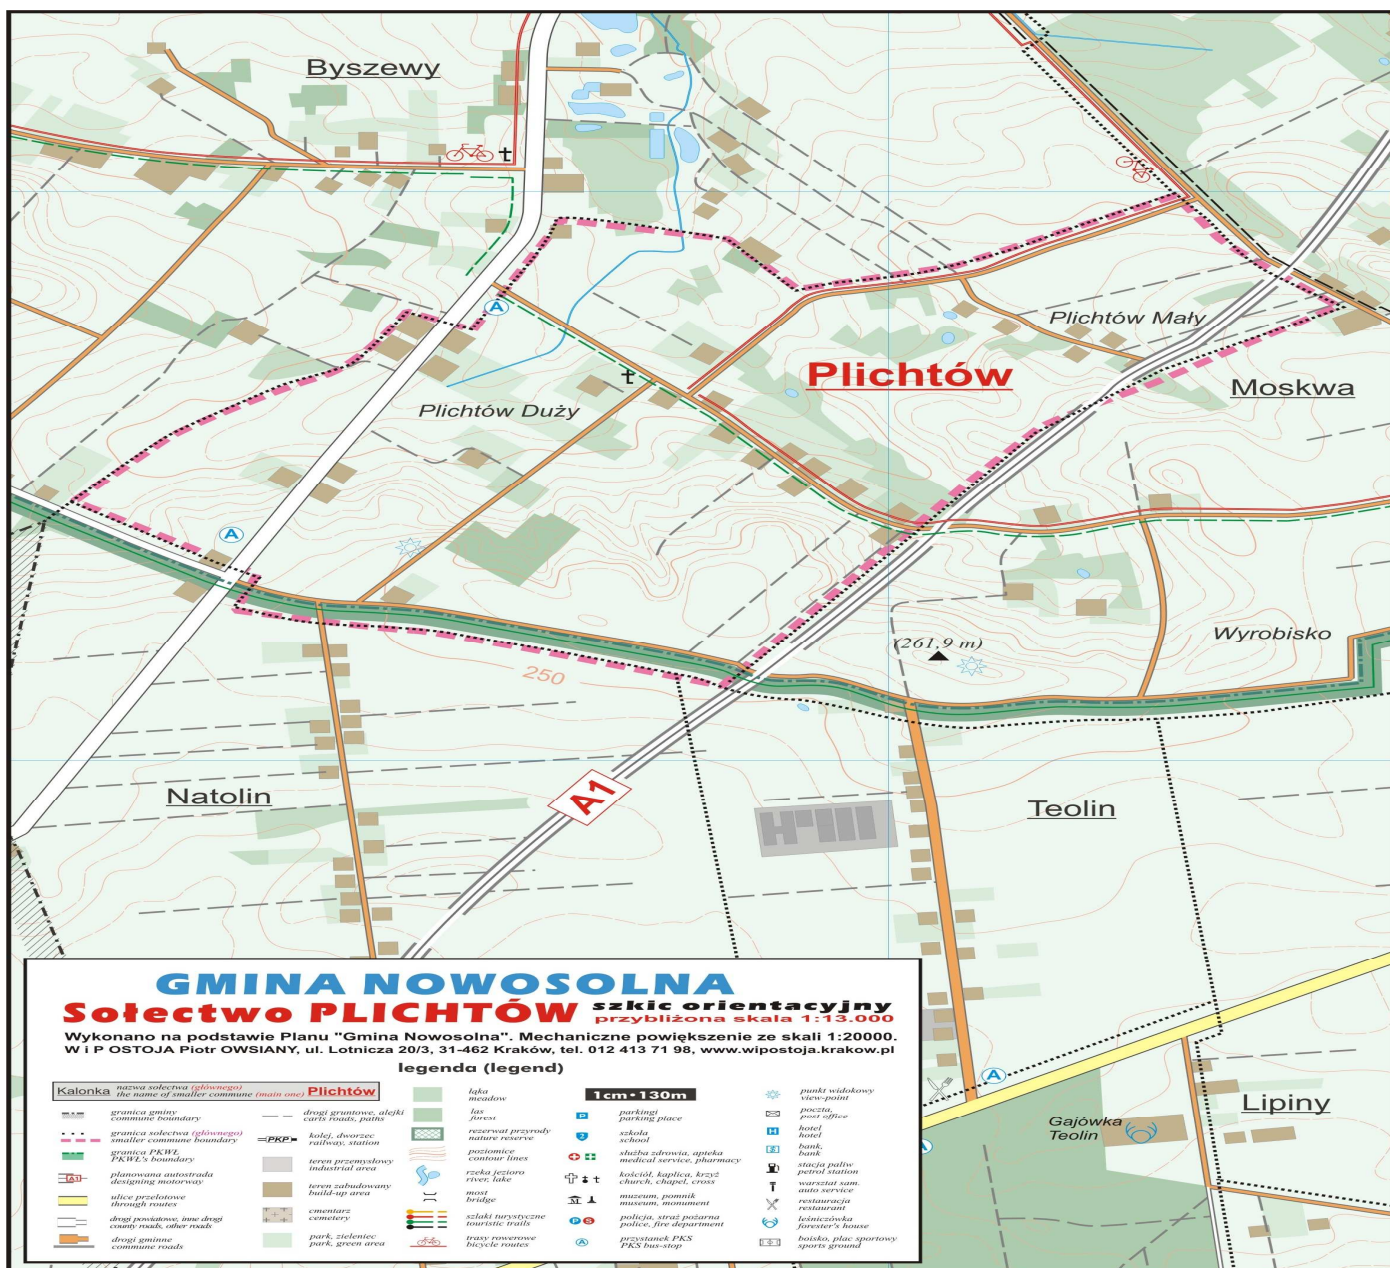 Byszewy
A
Plichtów Mały
Plichtów
Moskwa
Plichtów Duży
A
Wyrobisko
(261,9 m)
250
A1
Natolin
Teolin
A
Gajówka
Teolin
Lipiny
A
GMINA NOWOSOLNA
Sołectwo PLICHTÓW szkic orientacyjny
przybliżona skala 1:13.000
Wykonano na podstawie Planu "Gmina Nowosolna". Mechaniczne powiększenie ze skali 1:20000.
W i P OSTOJA Piotr OWSIANY, ul. Lotnicza 20/3, 31-462 Kraków, tel. 012 413 71 98, www.wipostoja.krakow.pl
legenda (legend)
Kalonka nazwa sołectwa (głównego)
the name of smaller commune (main one) Plichtów
granica gminy
commune boundary
granica sołectwa (głównego)
smaller commune boundary
granica PKWŁ
PKWŁ's boundary
A1 planowana autostrada
designing motorway
ulice przelotowe
through routes
drogi powiatowe, inne drogi
county roads, other roads
drogi gminne
commune roads
drogi gruntowe, alejki
carts roads, paths
PKP kolej, dworzec
railway, station
teren przemysłowy
industrial area
teren zabudowany
build-up area
cmentarz
cemetery
park, zieleniec
park, green area
łąka
meadow
las
forest
rezerwat przyrody
nature reserve
poziomice
contour lines
rzeka jezioro
river, lake
most
bridge
szlaki turystyczne
touristic trails
trasy rowerowe
bicycle routes
1cm • 130m
P parkingi
parking place
2 szkoła
school
służba zdrowia, apteka
medical service, pharmacy
kościół, kaplica, krzyż
church, chapel, cross
M muzeum, pomnik
museum, monument
P S policja, straż pożarna
police, fire department
A przystanek PKS
PKS bus-stop
punkt widokowy
view-point
poczta,
post office
H hotel
hotel
$ bank,
bank
stacja paliw
petrol station
warsztat sam.
auto service
restauracja
restaurant
leśniczówka
forester's house
boisko, plac sportowy
sports ground